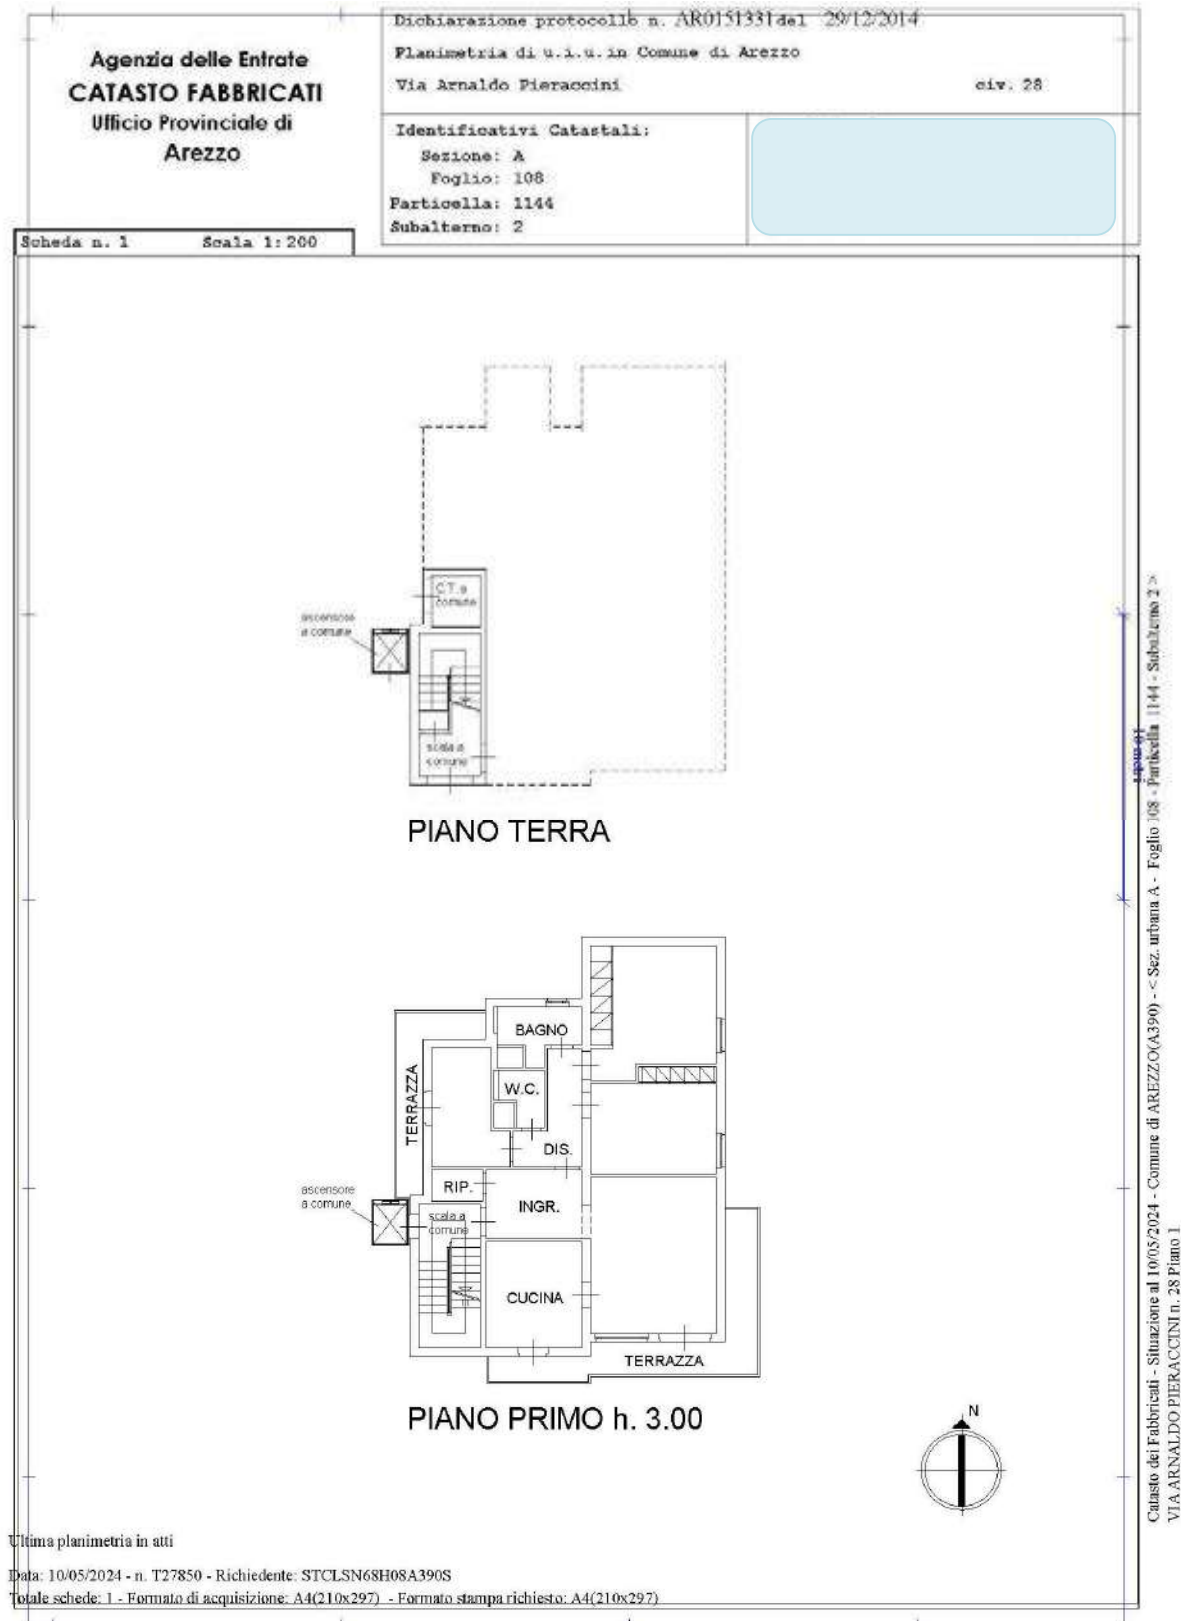 Agenzia delle Entrate
CATASTO FABBRICATI
Ufficio Provinciale di
Arezzo
Dichiarazione protocollo n. AR0151331 del 29/12/2014
Planimetria di u.i.u. in Comune di Arezzo
Via Arnaldo Pieraccini civ. 28
Identificativi Catastali:
Sezione: A
Foglio: 108
Particella: 1144
Subalterno: 2
Scheda n. 1 Scala 1:200
C.T. a
comune
ascensore
a comune
scala a
comune
PIANO TERRA
10 metri
BAGNO
TERRAZZA
W.C.
DIS.
RIP.
ascensore
a comune
scala a
comune
INGR.
CUCINA
TERRAZZA
PIANO PRIMO h. 3.00
N
Catasto dei Fabbricati - Situazione al 10/05/2024 - Comune di AREZZO(A390) - < Sez. urbana A - Foglio 108 - Particella 1144 - Subalterno 2 >
VIA ARNALDO PIERACCINI n. 28 Piano 1
Ultima planimetria in atti
Data: 10/05/2024 - n. T27850 - Richiedente: STCLSN68H08A390S
Totale schede: 1 - Formato di acquisizione: A4(210x297) - Formato stampa richiesto: A4(210x297)